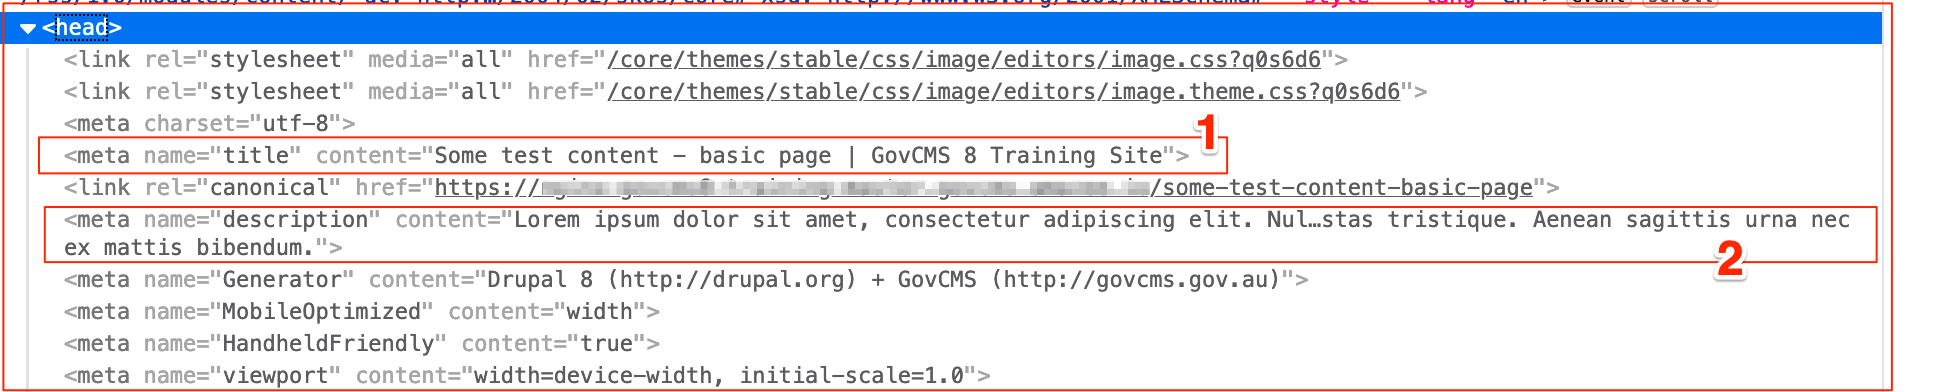 <head>
<link rel="stylesheet" media="all" href="/core/themes/stable/css/image/editors/image.css?q0s6d6">
<link rel="stylesheet" media="all" href="/core/themes/stable/css/image/editors/image.theme.css?q0s6d6">
<meta charset="utf-8">
1
<meta name="title" content="Some test content – basic page | GovCMS 8 Training Site">
<link rel="canonical" href="https:///some-test-content-basic-page">
<meta name="description" content="Lorem ipsum dolor sit amet, consectetur adipiscing elit. Nul…stas tristique. Aenean sagittis urna nec
ex mattis bibendum.">
2
<meta name="Generator" content="Drupal 8 (http://drupal.org) + GovCMS (http://govcms.gov.au)">
<meta name="MobileOptimized" content="width">
<meta name="HandheldFriendly" content="true">
<meta name="viewport" content="width=device-width, initial-scale=1.0">